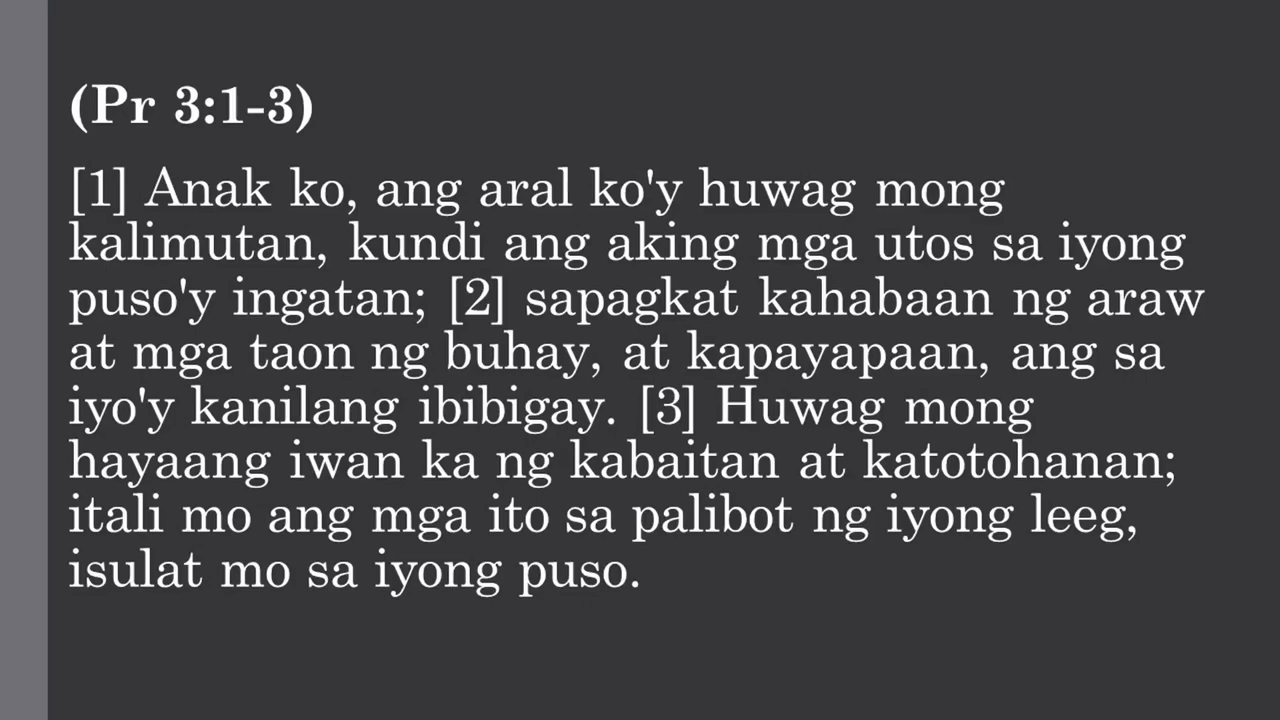 (Pr 3:1-3)
[1] Anak ko, ang aral ko'y huwag mong
kalimutan, kundi ang aking mga utos sa iyong
puso'y ingatan; [2] sapagkat kahabaan ng araw
at mga taon ng buhay, at kapayapaan, ang sa
iyo'y kanilang ibibigay. [3] Huwag mong
hayaang iwan ka ng kabaitan at katotohanan;
itali mo ang mga ito sa palibot ng iyong leeg,
isulat mo sa iyong puso.